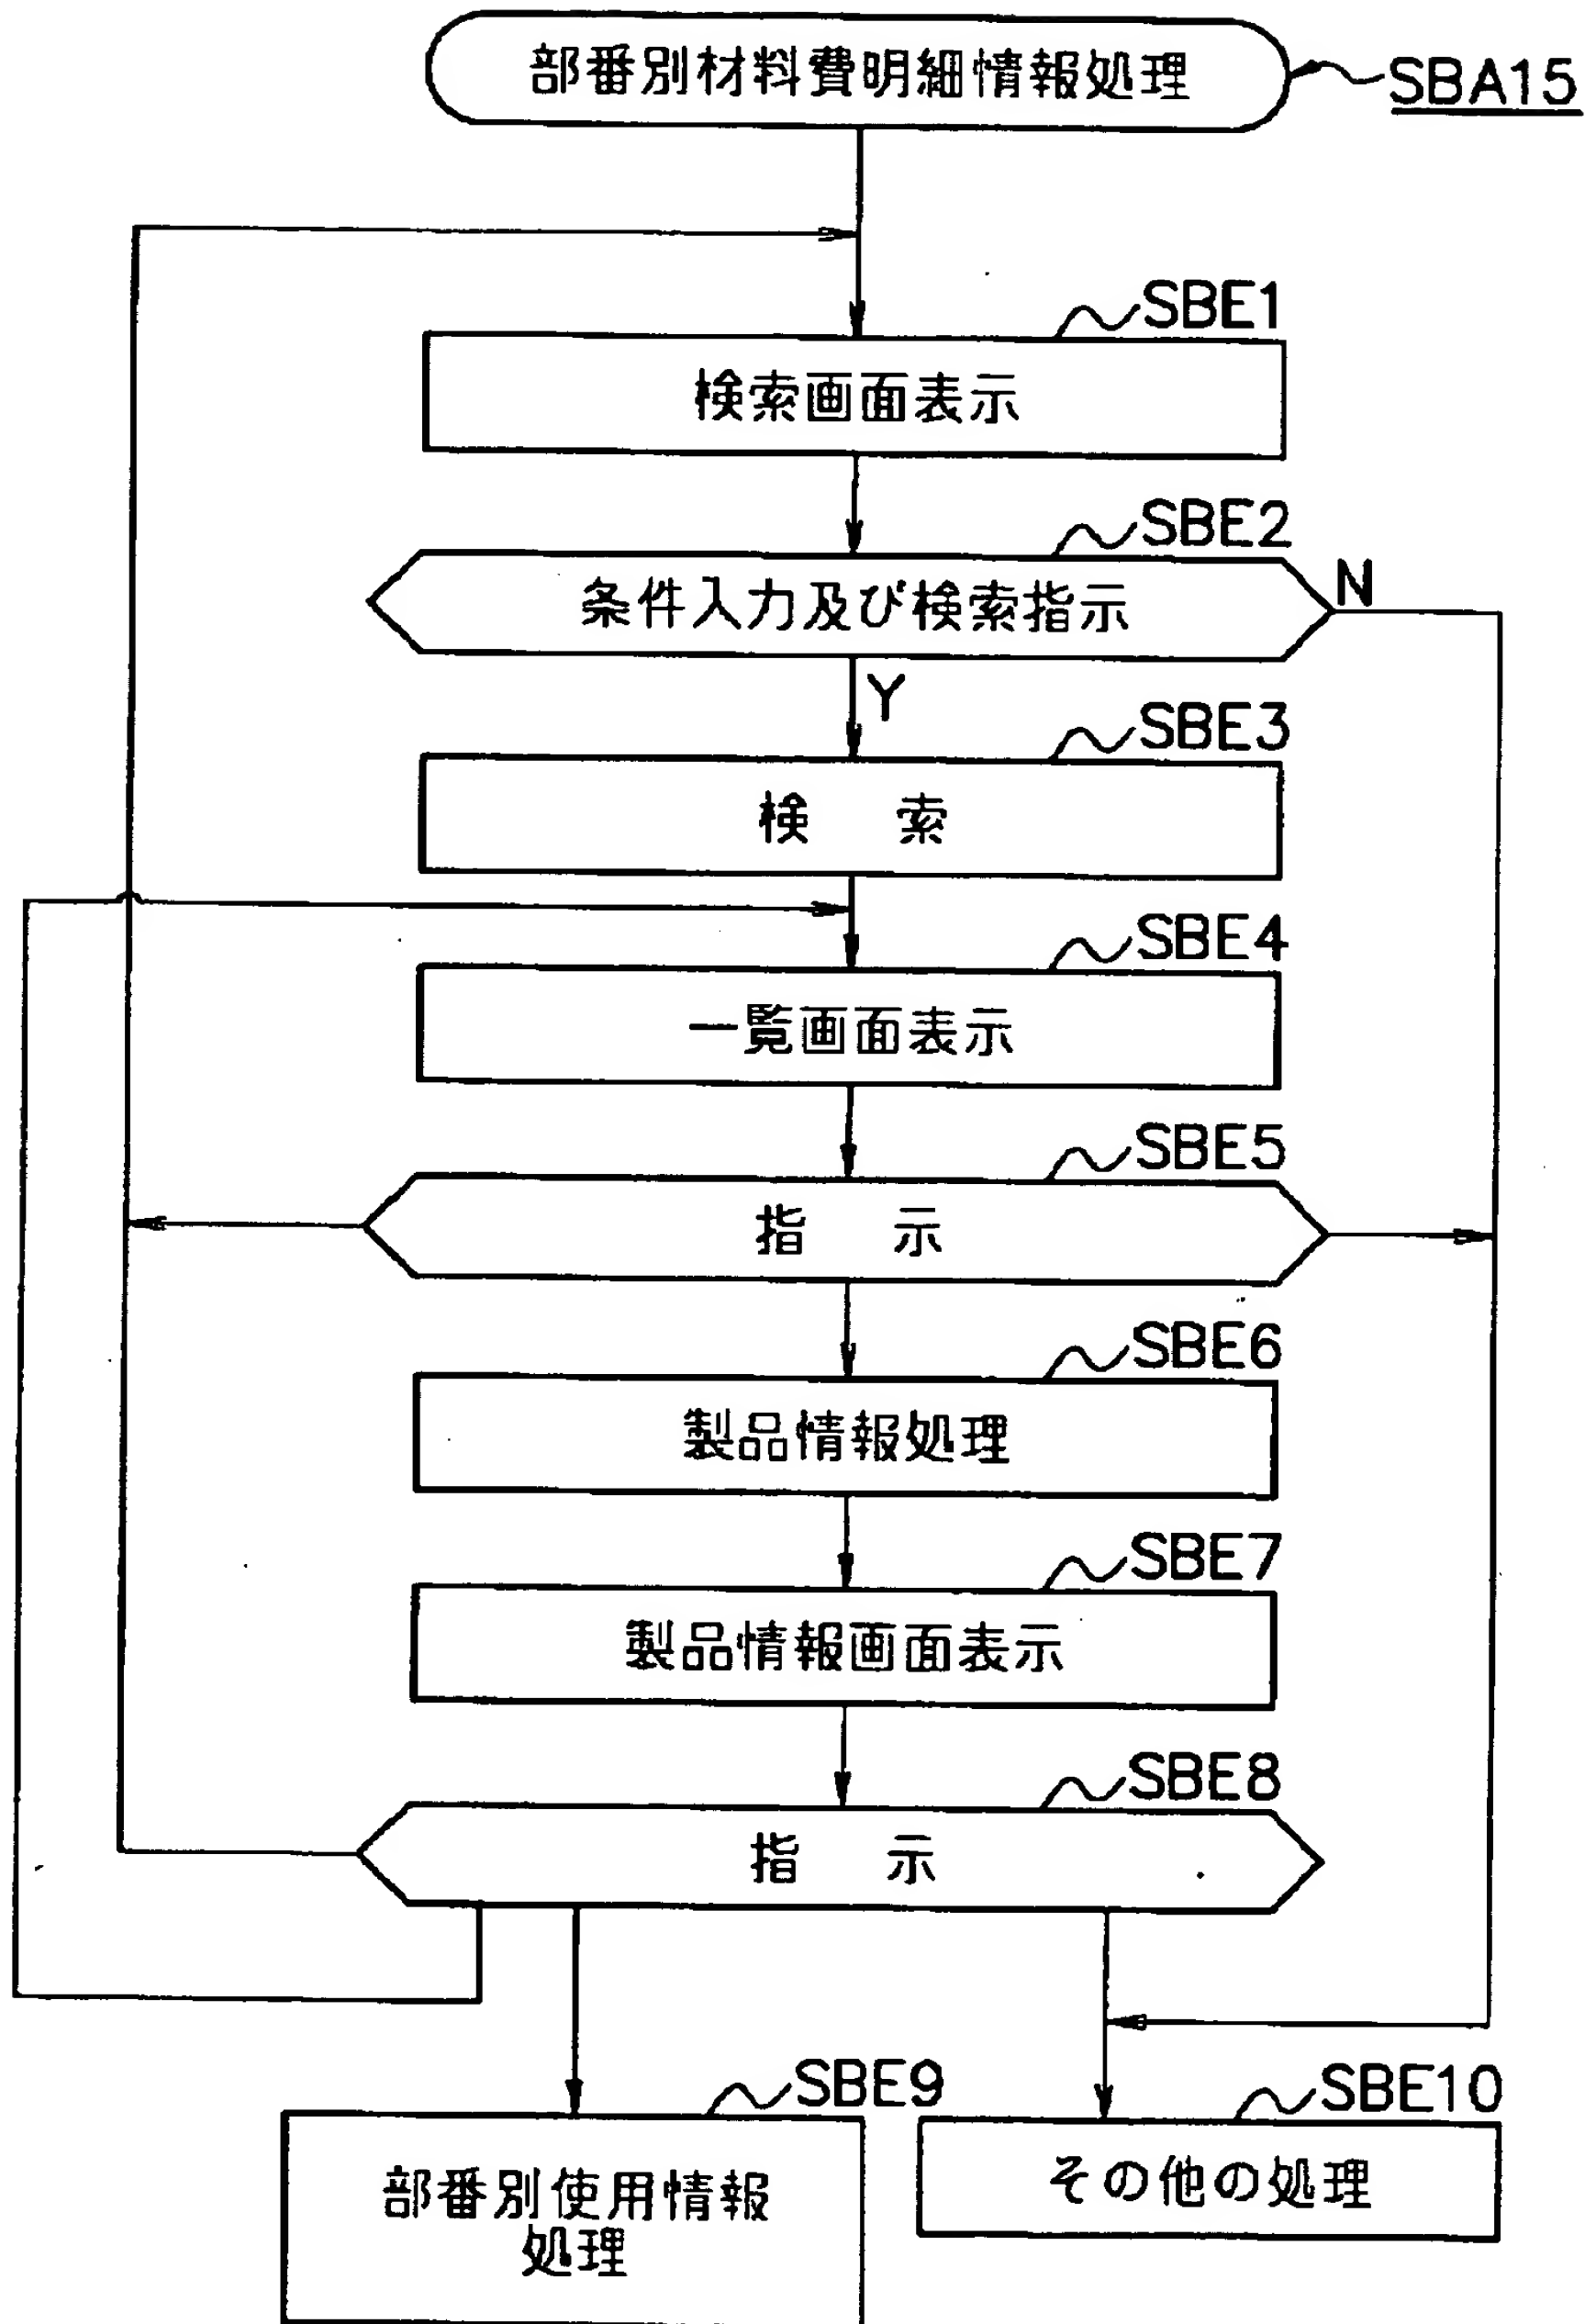 部番別材料費明細情報処理
SBA15
SBE1
検索画面表示
SBE2
条件入力及び検索指示
N
Y
SBE3
検 索
SBE4
一覧画面表示
SBE5
指 示
SBE6
製品情報処理
SBE7
製品情報画面表示
SBE8
指 示
SBE9
部番別使用情報
処理
SBE10
その他の処理